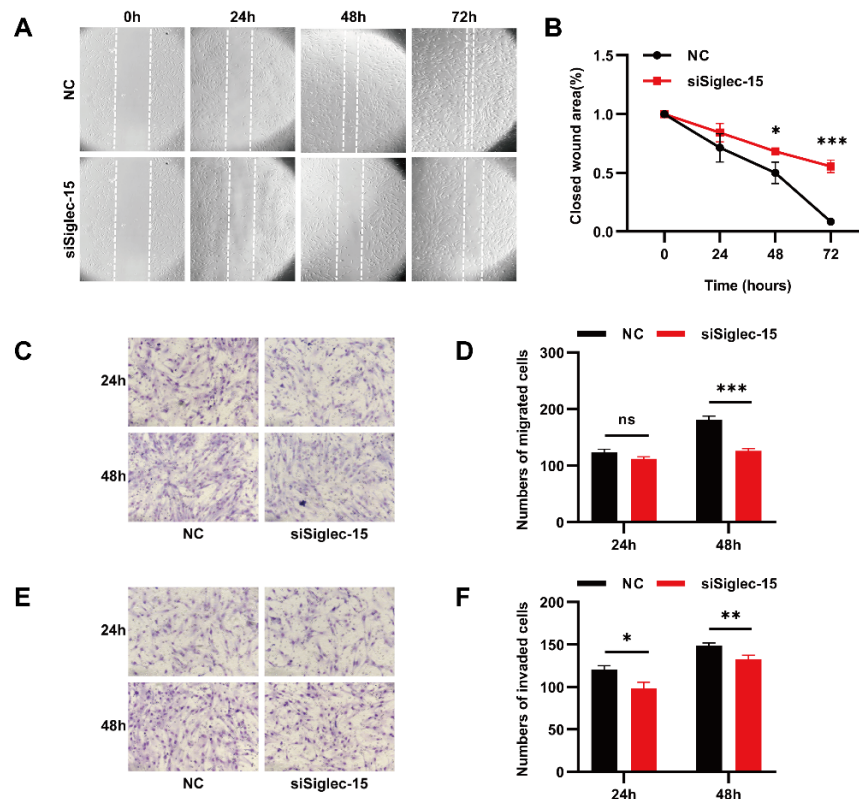 A
0h 24h 48h 72h
NC
siSiglec-15
B
NC
siSiglec-15
Closed wound area(%)
1.5
1.0
0.5
0.0
*
***
0 24 48 72
Time (hours)
C
24h
48h
NC siSiglec-15
D
NC siSiglec-15
Numbers of migrated cells
300
200
100
0
ns
***
24h 48h
E
24h
48h
NC siSiglec-15
F
NC siSiglec-15
Numbers of invaded cells
200
150
100
50
0
*
**
24h 48h